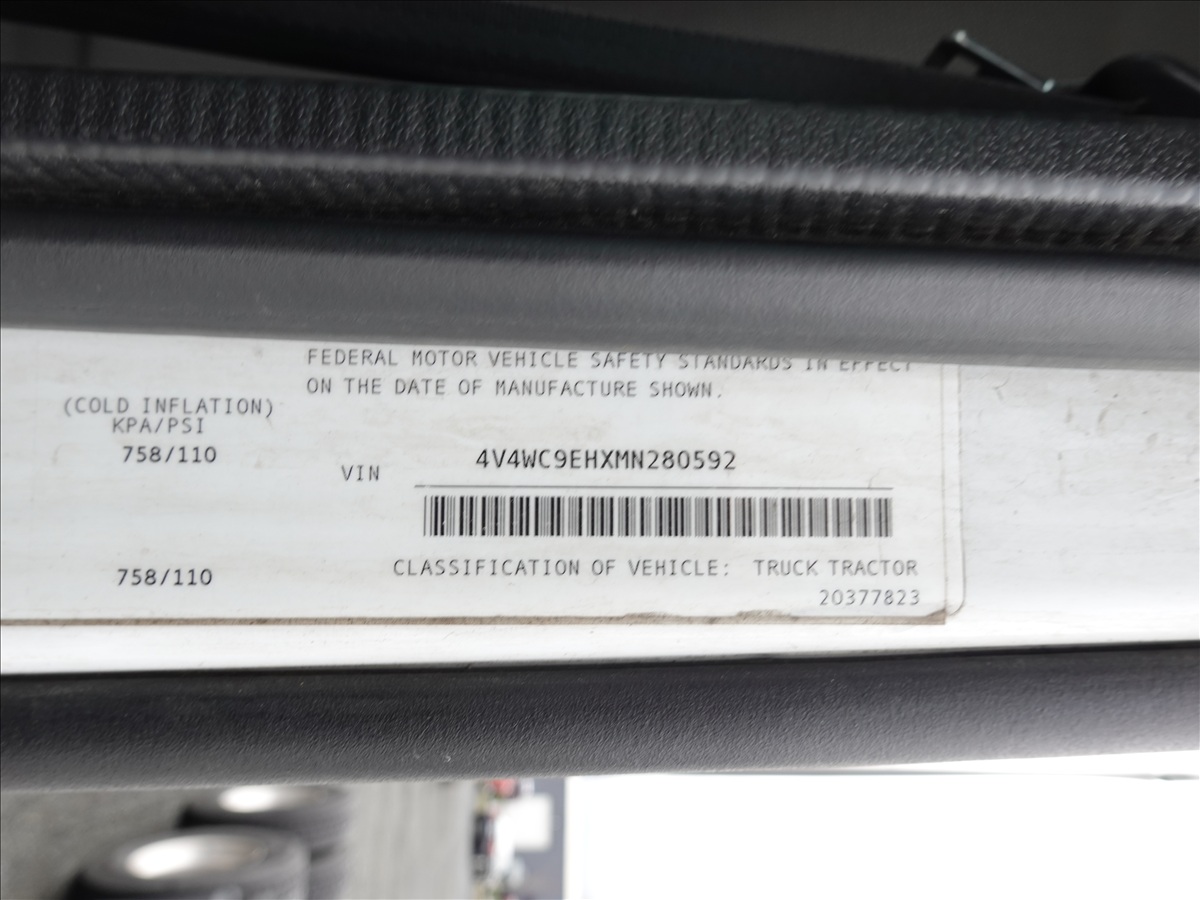 FEDERAL MOTOR VEHICLE SAFETY STANDARDS IN EFFECT
ON THE DATE OF MANUFACTURE SHOWN.
(COLD INFLATION)
KPA/PSI
758/110
VIN 4V4WC9EHXMN280592
758/110
CLASSIFICATION OF VEHICLE: TRUCK TRACTOR
20377823